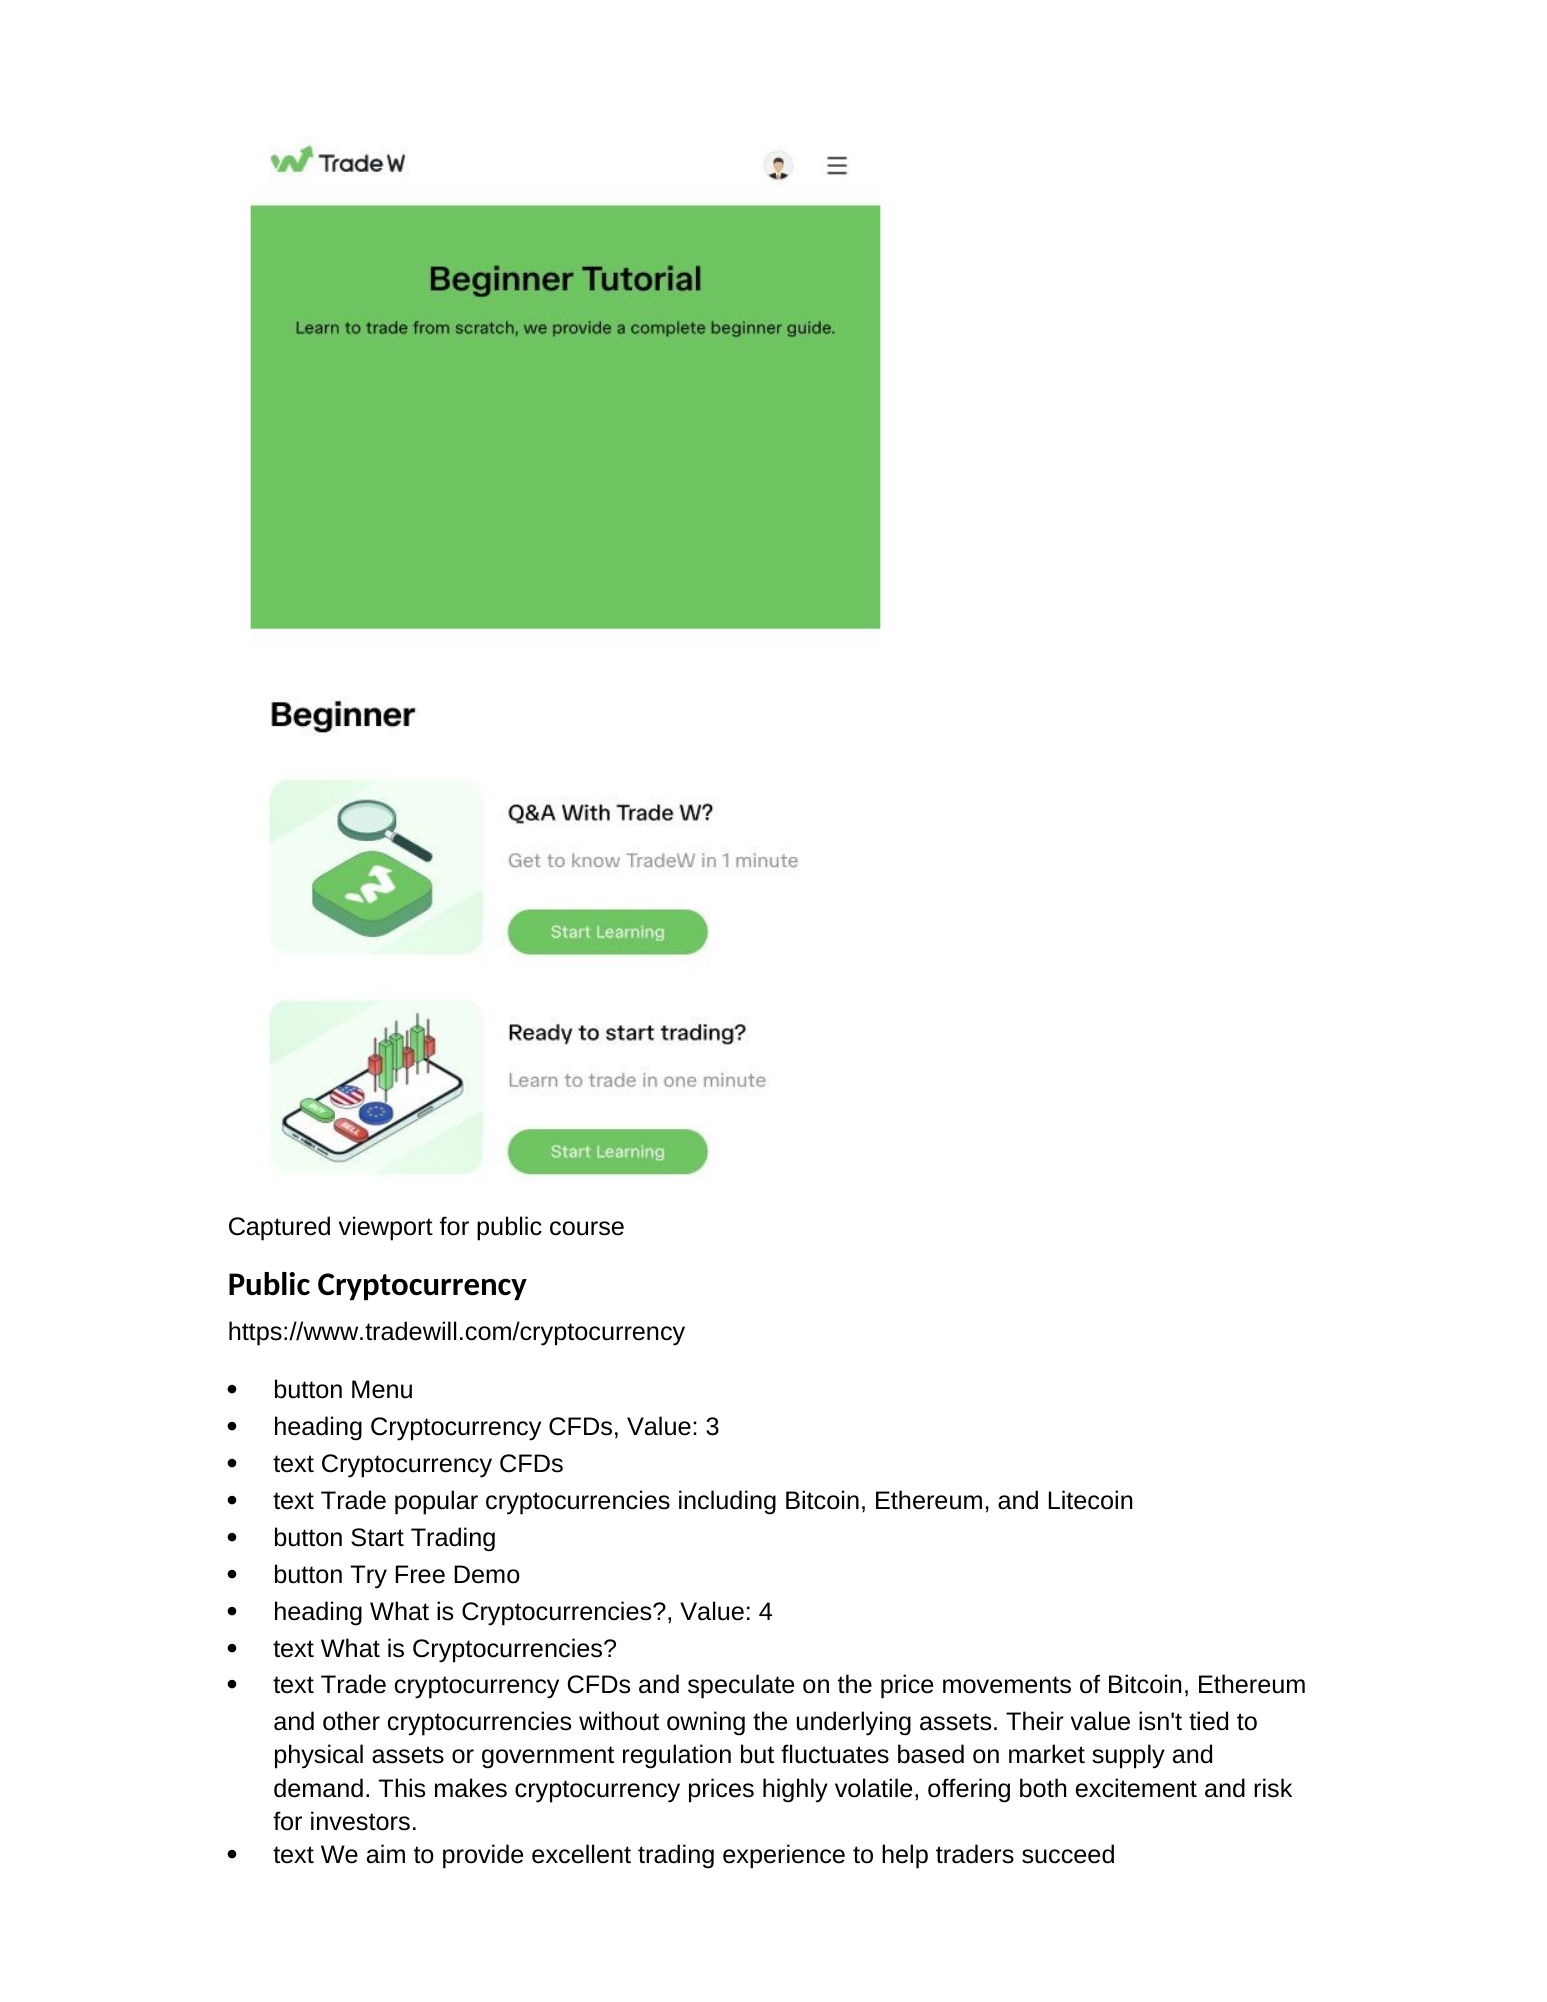 Trade W
Beginner Tutorial
Learn to trade from scratch, we provide a complete beginner guide.
Beginner
Q&A With Trade W?
Get to know TradeW in 1 minute
Start Learning
Ready to start trading?
Learn to trade in one minute
BUY
SELL
Start Learning
Captured viewport for public course
Public Cryptocurrency
https://www.tradewill.com/cryptocurrency
• button Menu
• heading Cryptocurrency CFDs, Value: 3
• text Cryptocurrency CFDs
• text Trade popular cryptocurrencies including Bitcoin, Ethereum, and Litecoin
• button Start Trading
• button Try Free Demo
• heading What is Cryptocurrencies?, Value: 4
• text What is Cryptocurrencies?
• text Trade cryptocurrency CFDs and speculate on the price movements of Bitcoin, Ethereum
and other cryptocurrencies without owning the underlying assets. Their value isn't tied to
physical assets or government regulation but fluctuates based on market supply and
demand. This makes cryptocurrency prices highly volatile, offering both excitement and risk
for investors.
• text We aim to provide excellent trading experience to help traders succeed